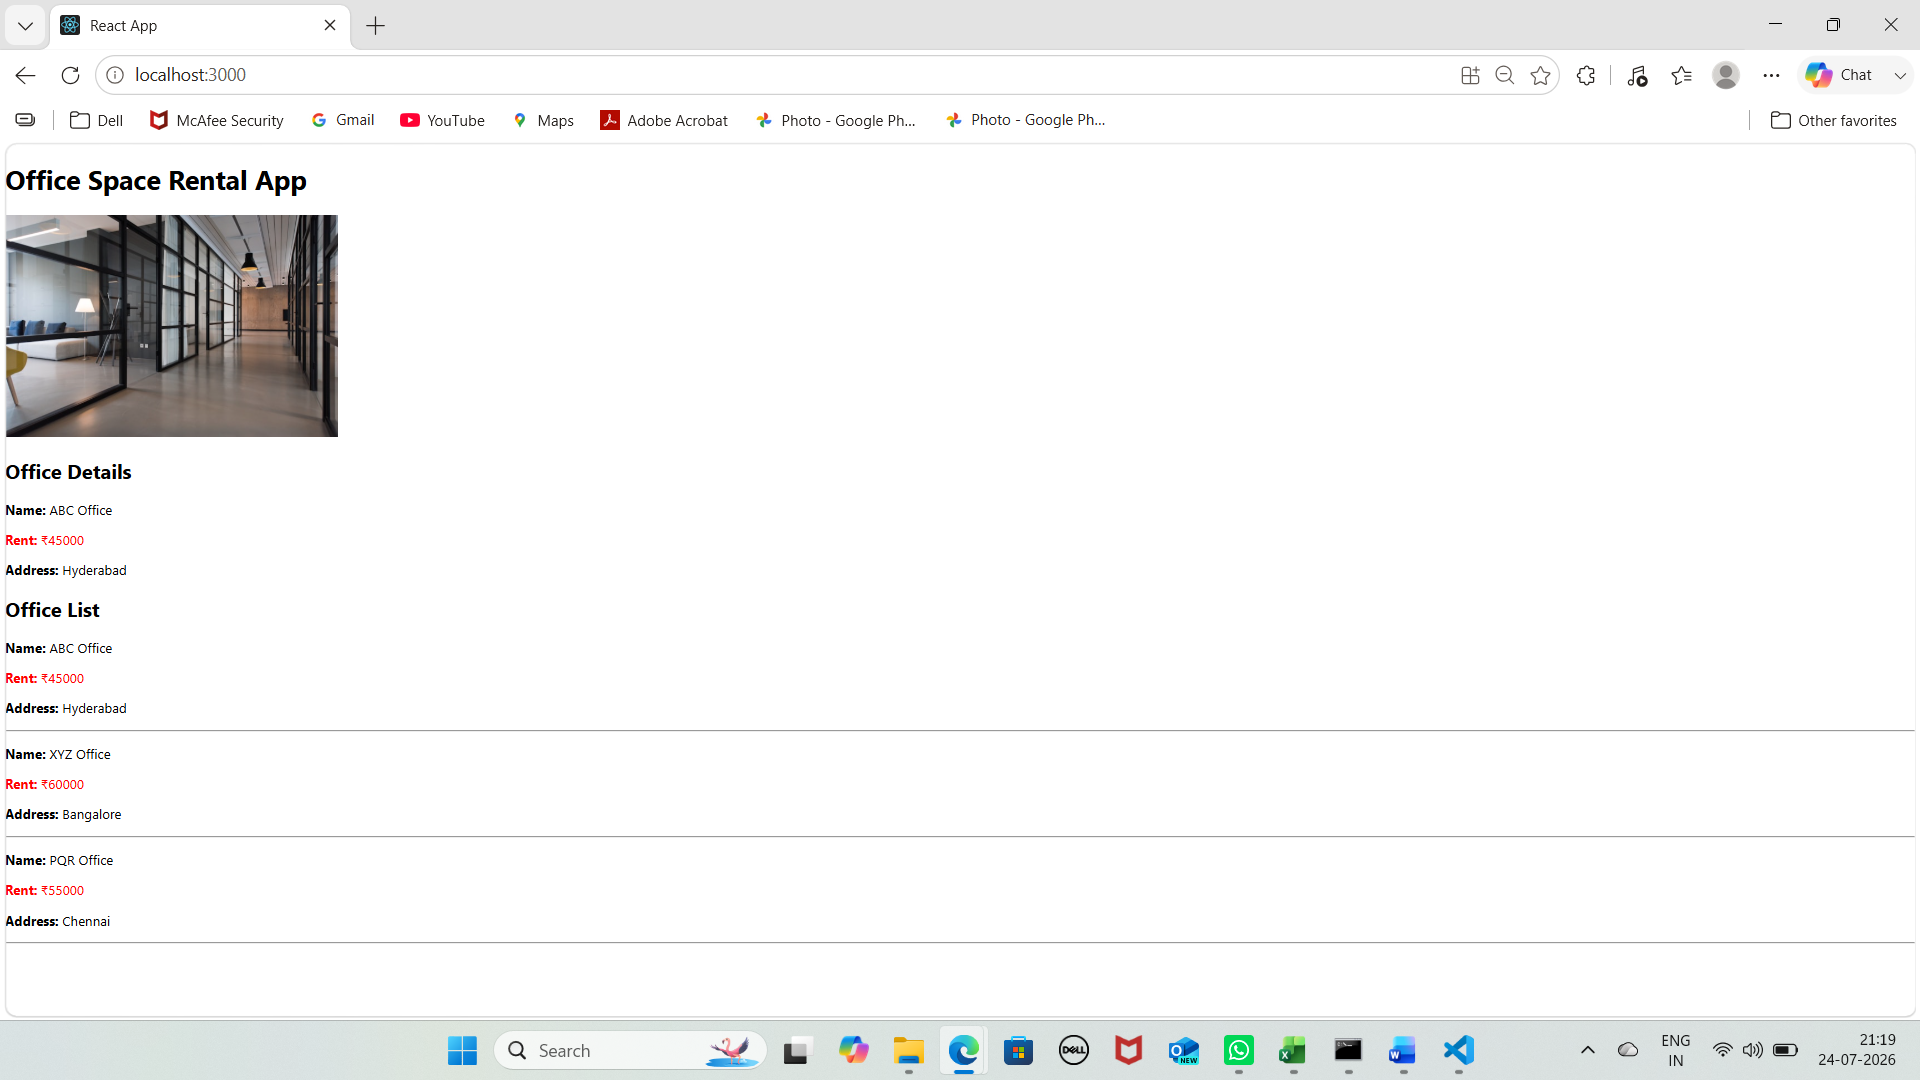 React App
localhost:3000
Chat
Dell
McAfee Security
Gmail
YouTube
Maps
Adobe Acrobat
Photo - Google Ph...
Photo - Google Ph...
Other favorites
Office Space Rental App
Office Details
Name: ABC Office
Rent: ₹45000
Address: Hyderabad
Office List
Name: ABC Office
Rent: ₹45000
Address: Hyderabad
Name: XYZ Office
Rent: ₹60000
Address: Bangalore
Name: PQR Office
Rent: ₹55000
Address: Chennai
Search
DELL
NEW
ENG
IN
21:19
24-07-2026